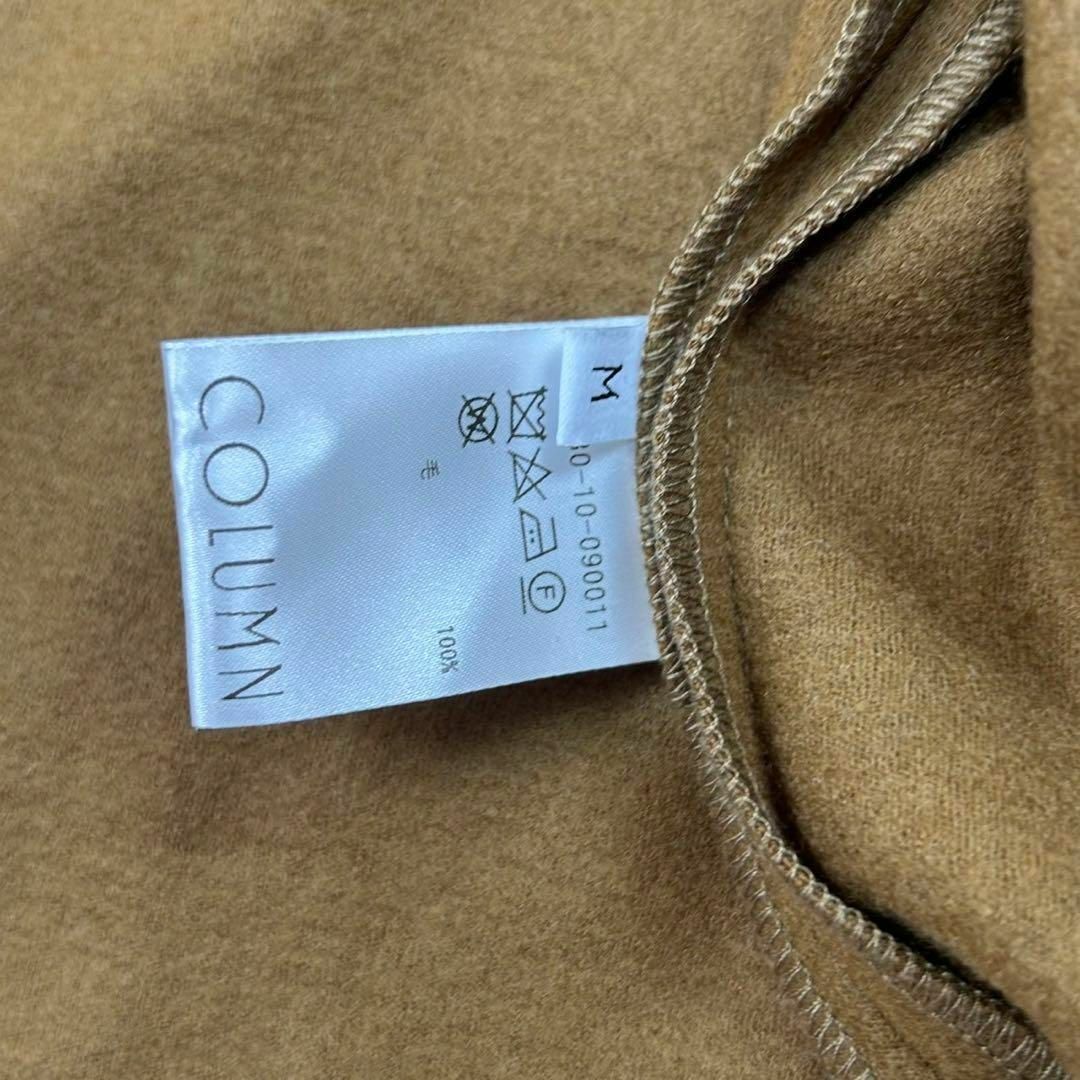 M
0-10-090011
F
W
毛 100%
COLUMN